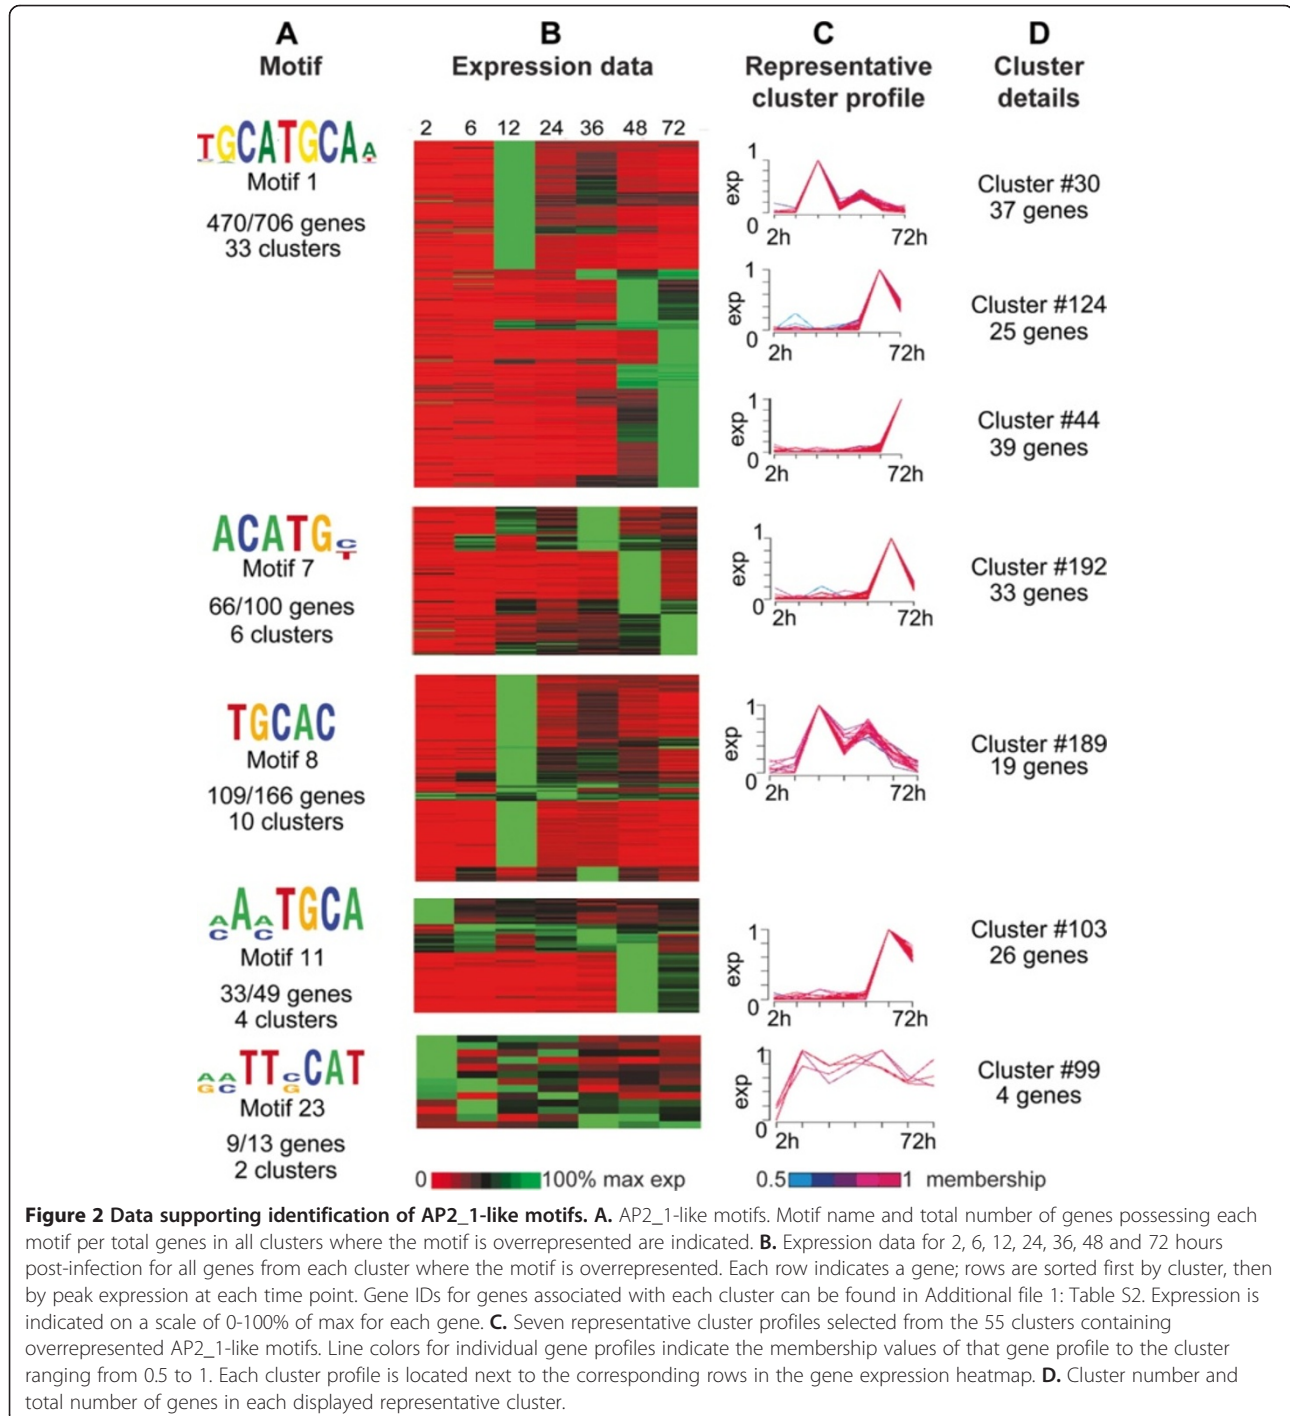 A
Motif
B
Expression data
C
Representative
cluster profile
D
Cluster
details
2 6 12 24 36 48 72
TGCATGCAA
Motif 1
470/706 genes
33 clusters
1
exp
0
2h 72h
Cluster #30
37 genes
1
exp
0
2h 72h
Cluster #124
25 genes
1
exp
0
2h 72h
Cluster #44
39 genes
ACATGC
T
Motif 7
66/100 genes
6 clusters
1
exp
0
2h 72h
Cluster #192
33 genes
TGCAC
Motif 8
109/166 genes
10 clusters
1
exp
0
2h 72h
Cluster #189
19 genes
AAATGCA
C C
Motif 11
33/49 genes
4 clusters
1
exp
0
2h 72h
Cluster #103
26 genes
AATTCCAT
G C G
Motif 23
9/13 genes
2 clusters
1
exp
0
2h 72h
Cluster #99
4 genes
0 100% max exp
0.5 1 membership
Figure 2 Data supporting identification of AP2_1-like motifs. A. AP2_1-like motifs. Motif name and total number of genes possessing each
motif per total genes in all clusters where the motif is overrepresented are indicated. B. Expression data for 2, 6, 12, 24, 36, 48 and 72 hours
post-infection for all genes from each cluster where the motif is overrepresented. Each row indicates a gene; rows are sorted first by cluster, then
by peak expression at each time point. Gene IDs for genes associated with each cluster can be found in Additional file 1: Table S2. Expression is
indicated on a scale of 0-100% of max for each gene. C. Seven representative cluster profiles selected from the 55 clusters containing
overrepresented AP2_1-like motifs. Line colors for individual gene profiles indicate the membership values of that gene profile to the cluster
ranging from 0.5 to 1. Each cluster profile is located next to the corresponding rows in the gene expression heatmap. D. Cluster number and
total number of genes in each displayed representative cluster.